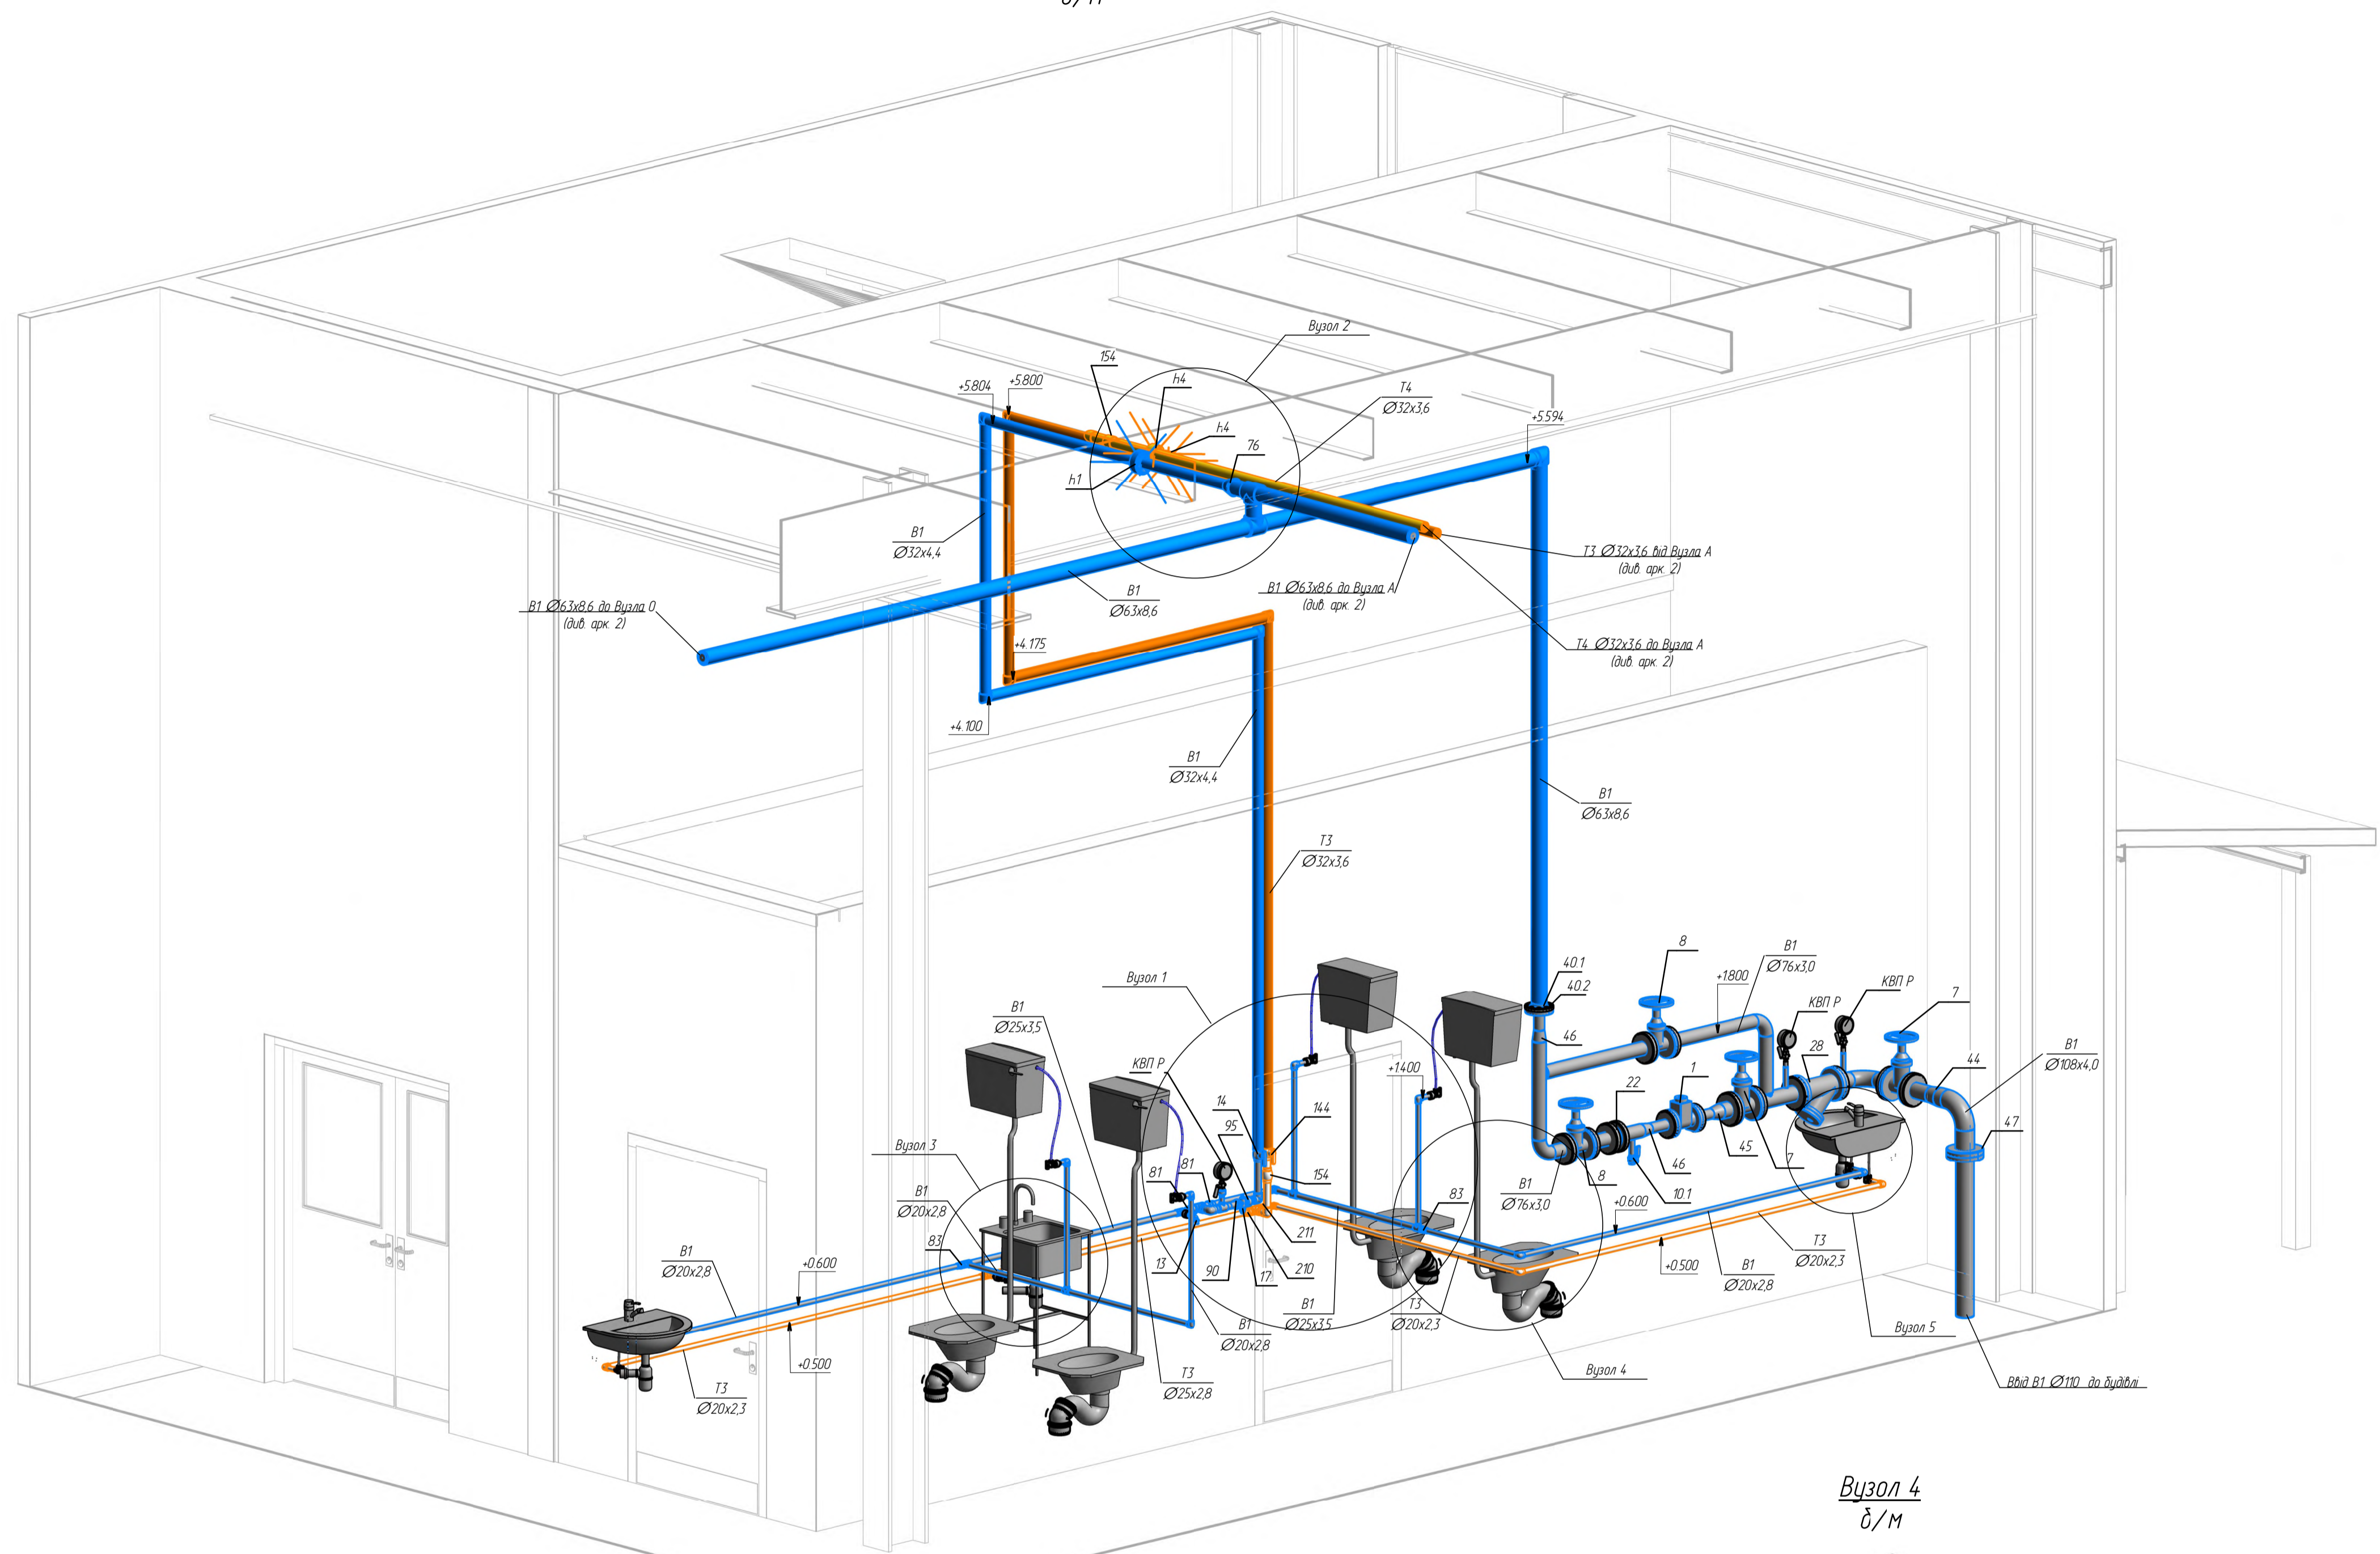 б/м
Вузол 2
154
+5.804
+5.800
h4
T4
Ø32x3,6
+5.594
h4
76
h1
B1
Ø32x4,4
T3 Ø32x3,6 від Вузла А
(див. арк. 2)
B1 Ø63x8,6 до Вузла А
(див. арк. 2)
B1
Ø63x8,6
B1 Ø63x8,6 до Вузла О
(див. арк. 2)
+4.175
T4 Ø32x3,6 до Вузла А
(див. арк. 2)
+4.100
B1
Ø32x4,4
B1
Ø63x8,6
T3
Ø32x3,6
8
B1
Ø76x3,0
40.1
+1.800
КВП Р
40.2
КВП Р
7
Вузол 1
B1
Ø25x3,5
46
28
44
B1
Ø108x4,0
КВП Р
+1.400
1
22
14
144
95
47
Вузол 3
81
81
45
7
46
154
8
10.1
B1
Ø76x3,0
B1
Ø20x2,8
83
+0.600
83
211
T3
Ø20x2,3
B1
Ø20x2,8
+0.600
13
90
17
210
+0.500
B1
Ø20x2,8
B1
Ø25x3,5
T3
Ø20x2,3
B1
Ø20x2,8
Вузол 5
+0.500
T3
Ø25x2,8
Вузол 4
T3
Ø20x2,3
Ввід В1 Ø110 до будівлі
Вузол 4
б/м